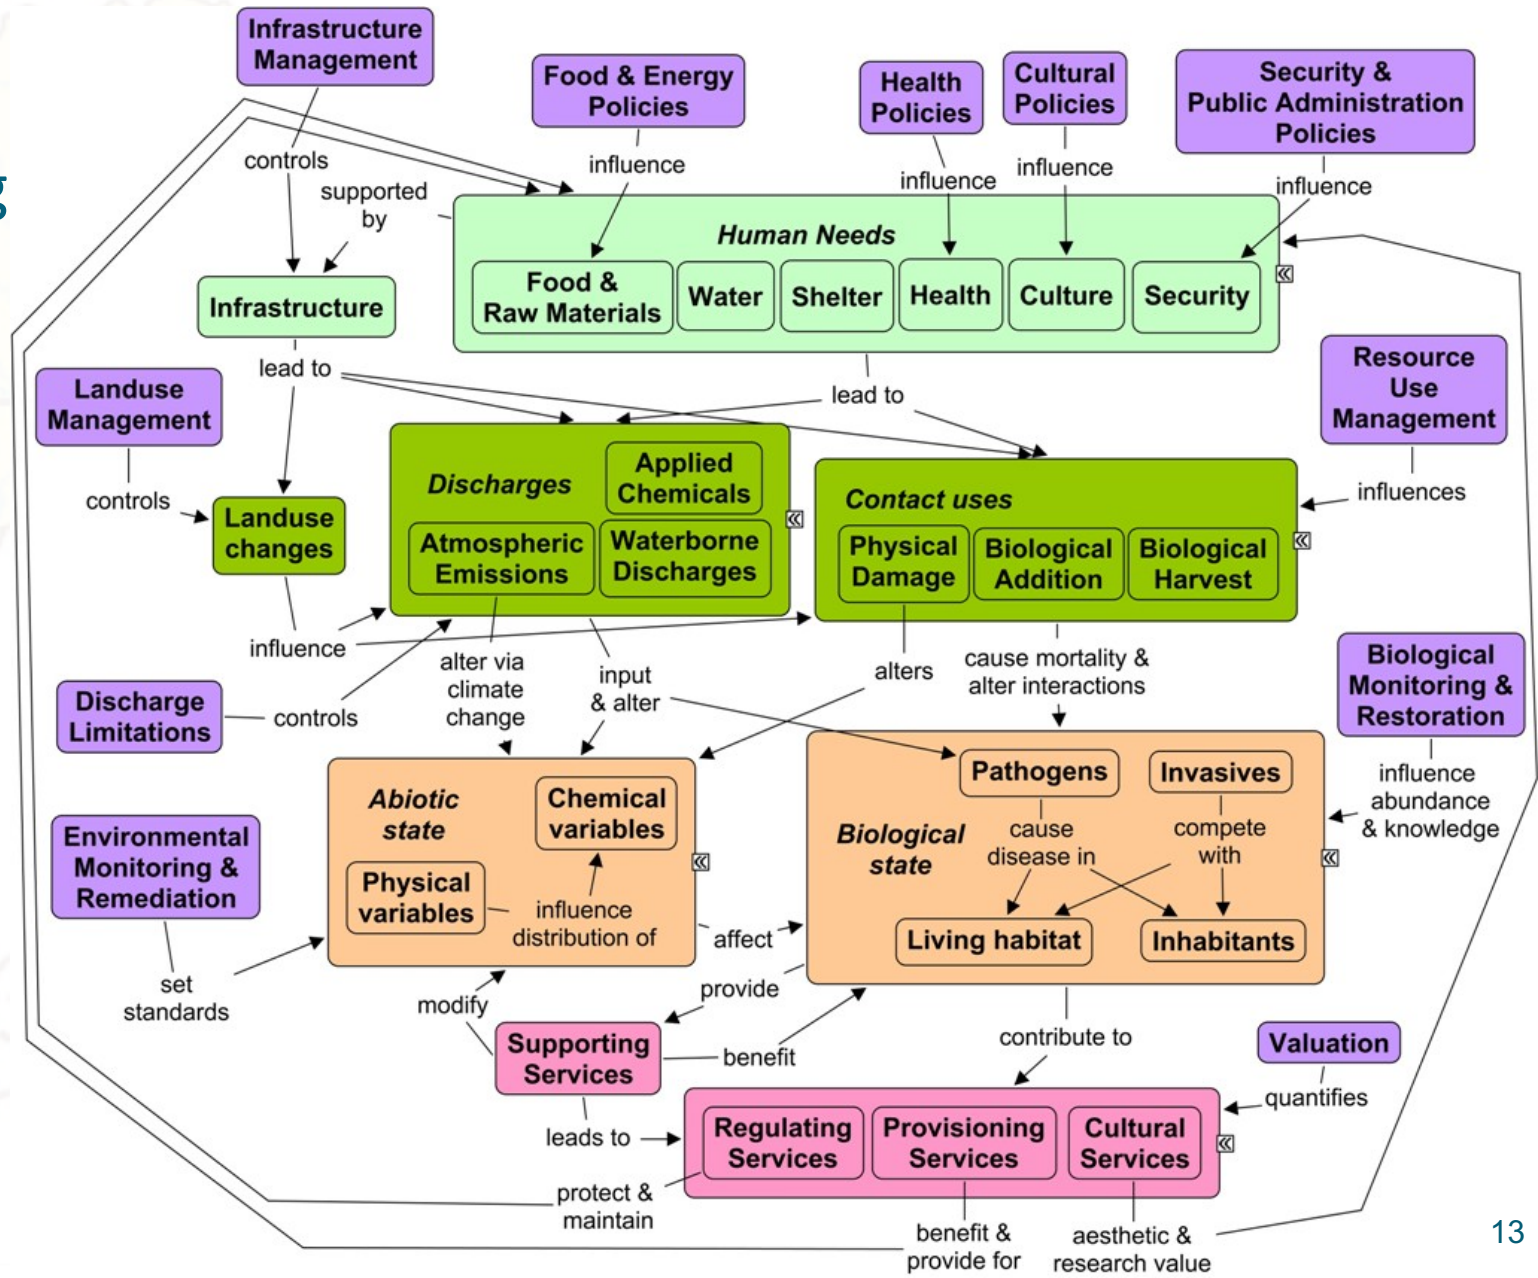 Infrastructure
Management
Food & Energy
Policies
Health
Policies
Cultural
Policies
Security &
Public Administration
Policies
controls
supported
by
influence
influence
influence
influence
g
Human Needs
Food &
Raw Materials
Water
Shelter
Health
Culture
Security
Infrastructure
lead to
lead to
Landuse
Management
Resource
Use
Management
controls
influences
Landuse
changes
Discharges
Applied
Chemicals
Atmospheric
Emissions
Waterborne
Discharges
Contact uses
Physical
Damage
Biological
Addition
Biological
Harvest
influence
alter via
climate
change
input
& alter
alters
cause mortality &
alter interactions
Discharge
Limitations
controls
Biological
Monitoring &
Restoration
influence
abundance
& knowledge
Abiotic
state
Chemical
variables
Physical
variables
influence
distribution of
Biological
state
Pathogens
Invasives
cause
disease in
compete
with
Living habitat
Inhabitants
Environmental
Monitoring &
Remediation
set
standards
affect
provide
modify
Supporting
Services
benefit
contribute to
Valuation
quantifies
leads to
Regulating
Services
Provisioning
Services
Cultural
Services
protect &
maintain
benefit &
provide for
aesthetic &
research value
13